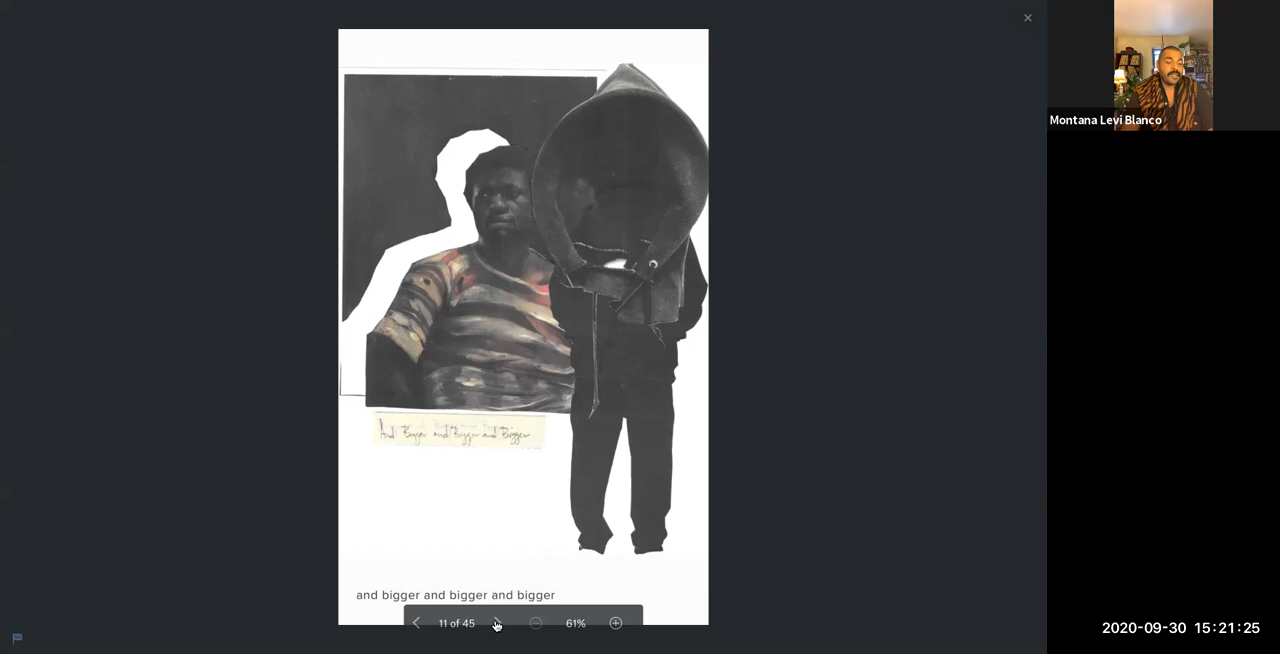 Montana Levi Blanco
And Bigger and Bigger and Bigger
and bigger and bigger and bigger
11 of 45
61%
2020-09-30 15:21:25